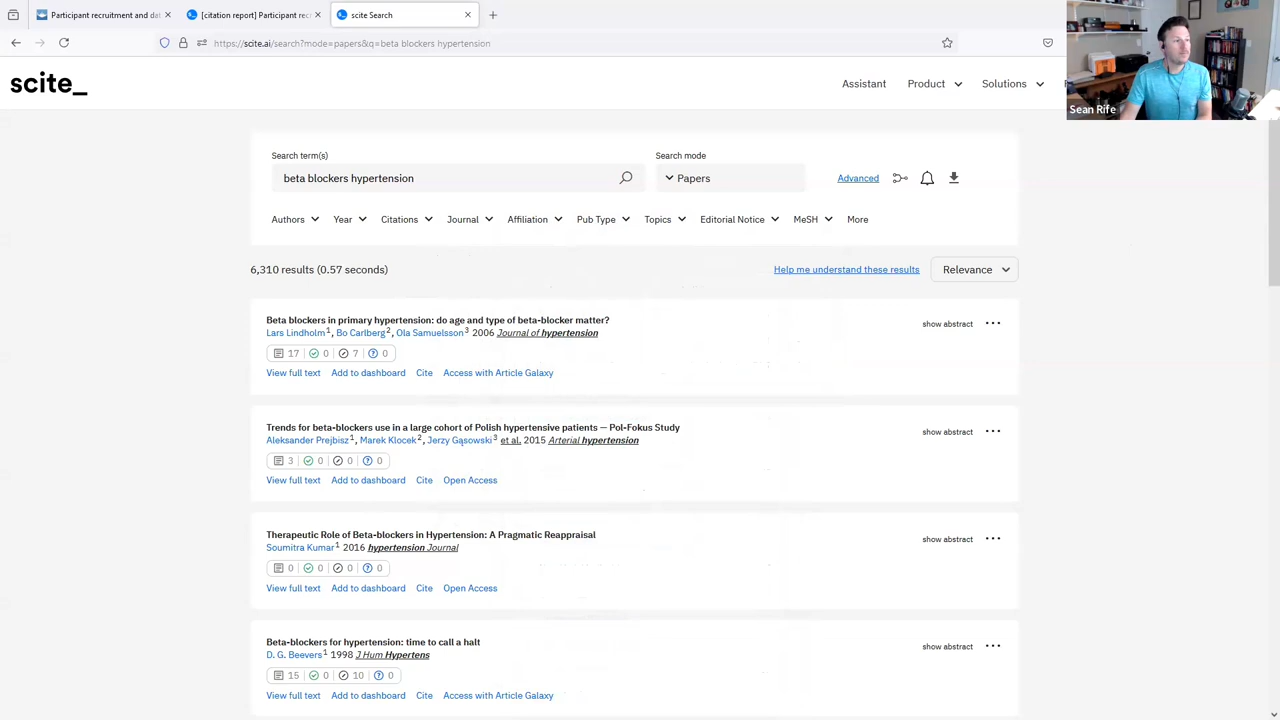 Participant recruitment and dat
[citation report] Participant rec
scite Search
https://scite.ai/search?mode=papers&q=beta blockers hypertension
scite_
Assistant
Product
Solutions
Sean Rife
Search term(s)
Search mode
beta blockers hypertension
Papers
Advanced
Authors
Year
Citations
Journal
Affiliation
Pub Type
Topics
Editorial Notice
MeSH
More
6,310 results (0.57 seconds)
Help me understand these results
Relevance
Beta blockers in primary hypertension: do age and type of beta-blocker matter?
show abstract
Lars Lindholm1, Bo Carlberg2, Ola Samuelsson3 2006 Journal of hypertension
17 0 7 ? 0
View full text Add to dashboard Cite Access with Article Galaxy
Trends for beta-blockers use in a large cohort of Polish hypertensive patients — Pol-Fokus Study
show abstract
Aleksander Prejbisz1, Marek Klocek2, Jerzy Gąsowski3 et al. 2015 Arterial hypertension
3 0 0 ? 0
View full text Add to dashboard Cite Open Access
Therapeutic Role of Beta-blockers in Hypertension: A Pragmatic Reappraisal
show abstract
Soumitra Kumar1 2016 hypertension Journal
0 0 0 ? 0
View full text Add to dashboard Cite Open Access
Beta-blockers for hypertension: time to call a halt
show abstract
D. G. Beevers1 1998 J Hum Hypertens
15 0 10 ? 0
View full text Add to dashboard Cite Access with Article Galaxy